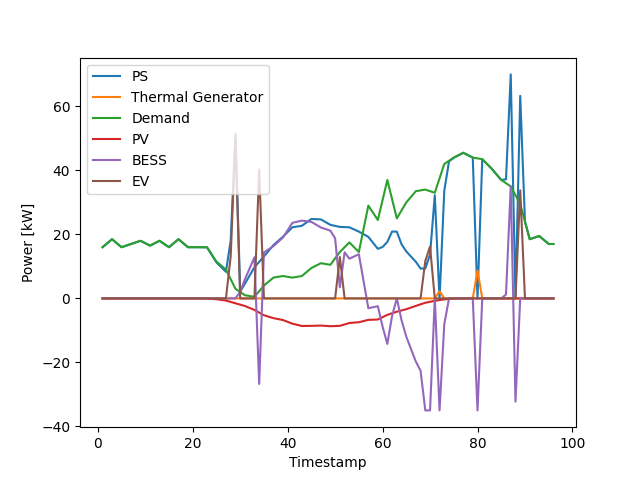 PS
Thermal Generator
Demand
PV
BESS
EV
60
40
20
0
−20
−40
Power [kW]
0 20 40 60 80 100
Timestamp